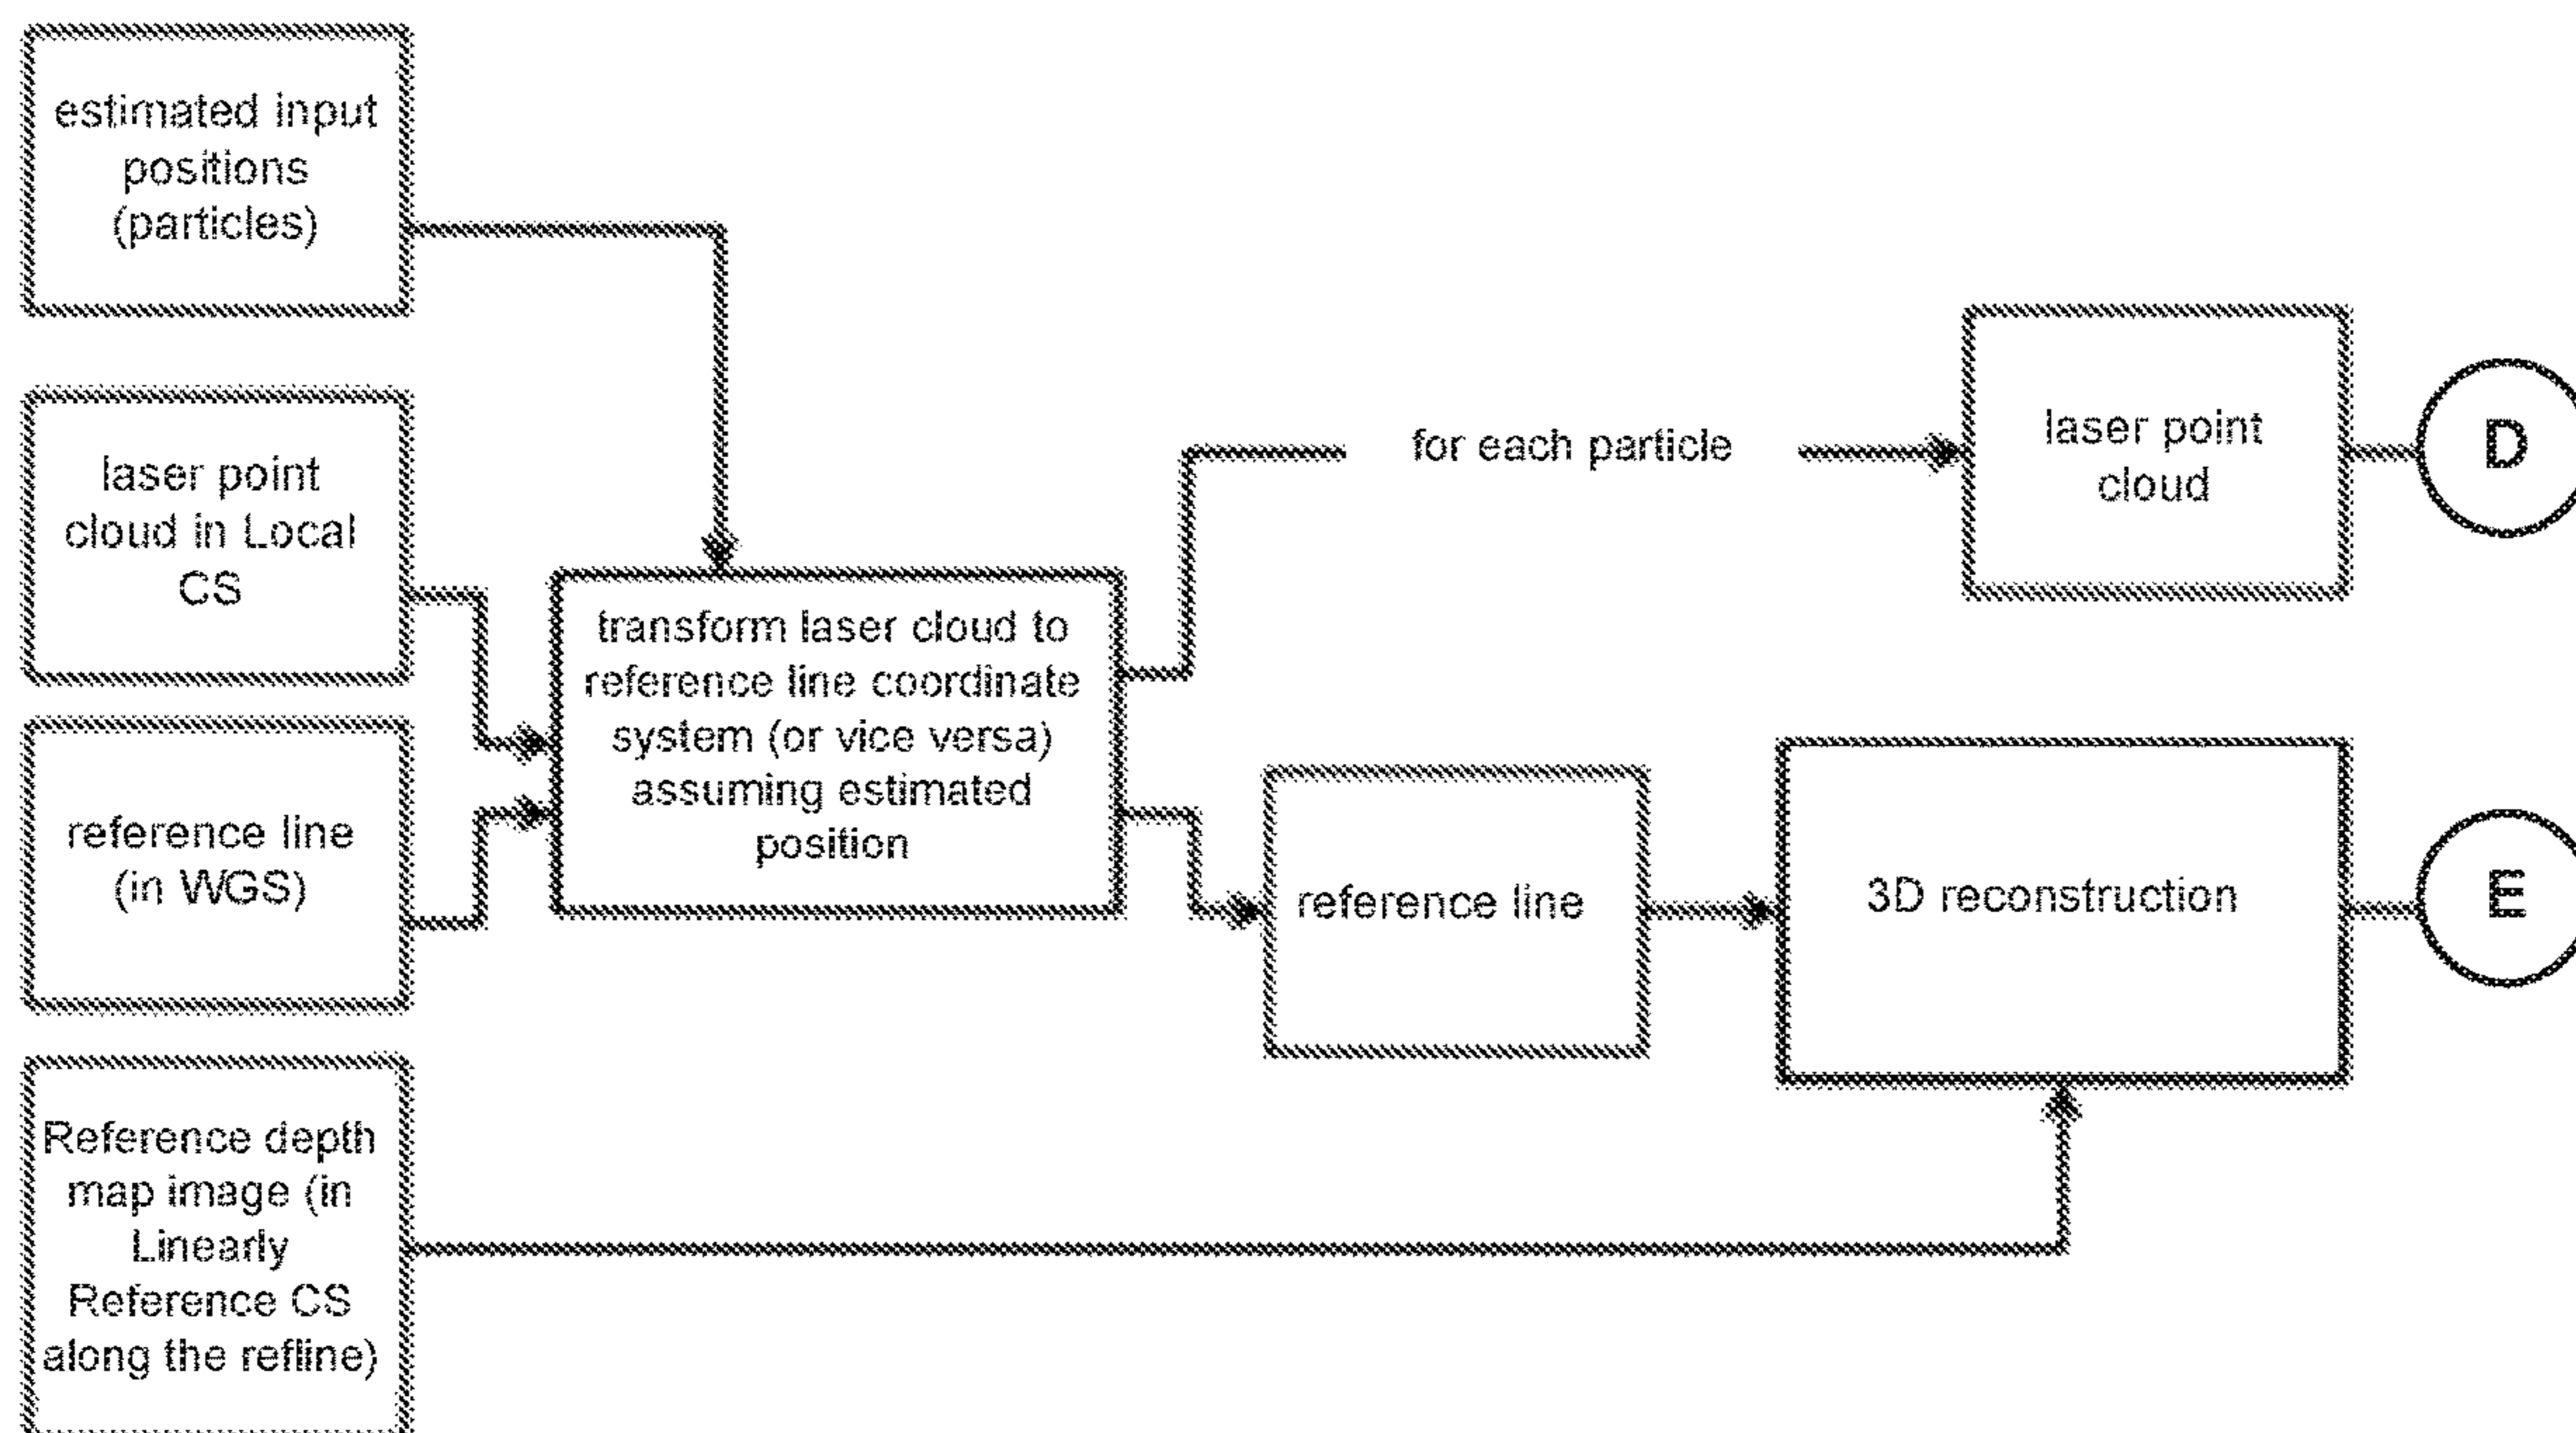 estimated input
positions
(particles)
laser point
cloud in Local
CS
reference line
(in WGS)
Reference depth
map image (in
Linearly
Reference CS
along the refline)
transform laser cloud to
reference line coordinate
system (or vice versa)
assuming estimated
position
for each particle
laser point
cloud
D
reference line
3D reconstruction
E